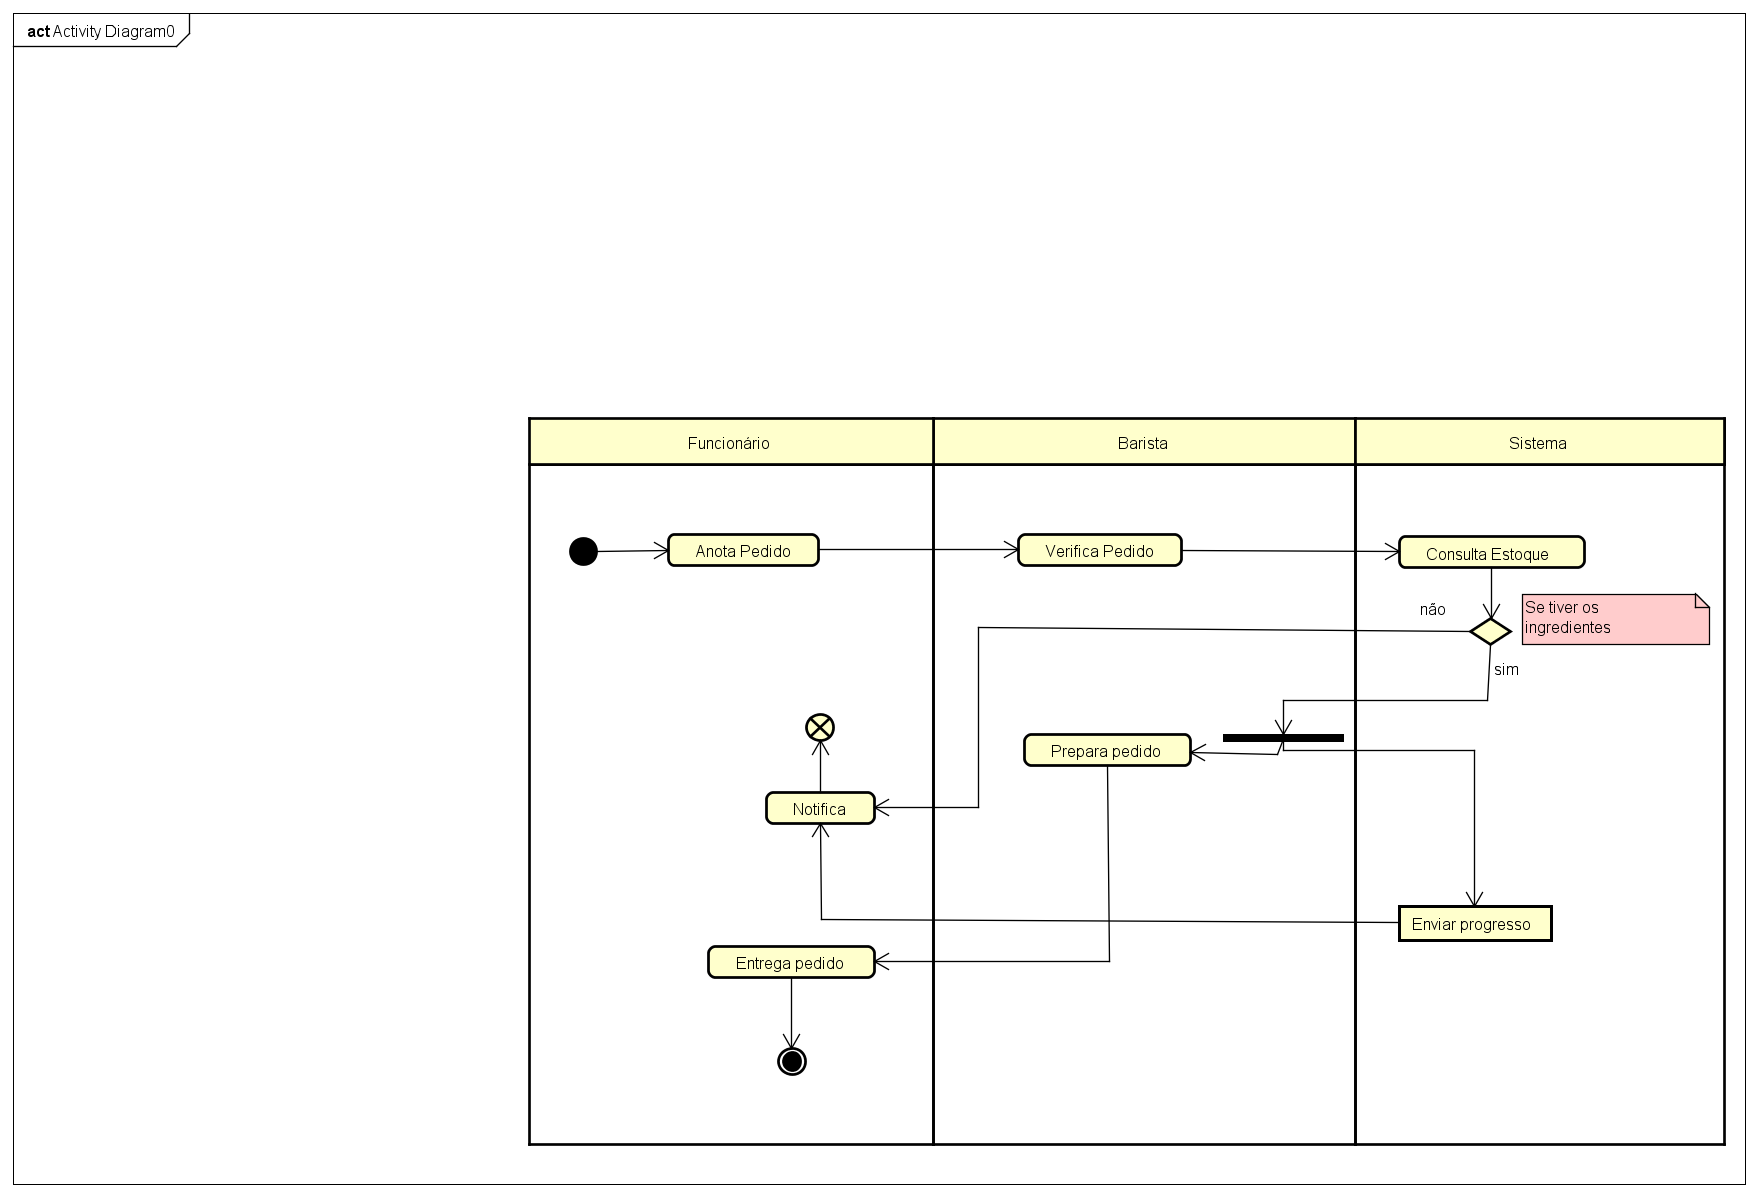 act Activity Diagram0
Funcionário
Barista
Sistema
Anota Pedido
Verifica Pedido
Consulta Estoque
não
Se tiver os
ingredientes
sim
Prepara pedido
Notifica
Enviar progresso
Entrega pedido